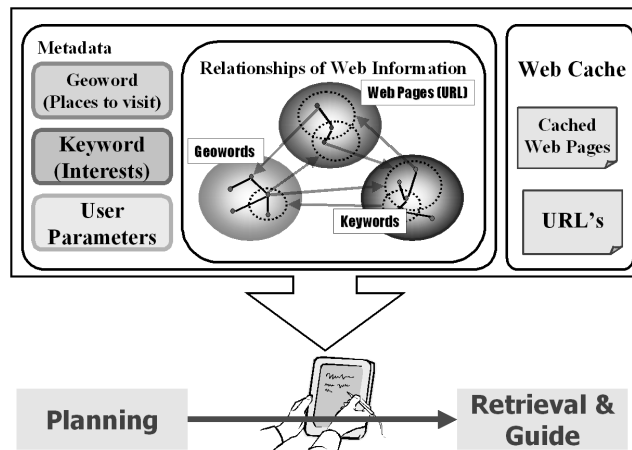 Metadata
Geoword
(Places to visit)
Keyword
(Interests)
User
Parameters
Relationships of Web Information
Web Pages (URL)
Geowords
Keywords
Web Cache
Cached
Web Pages
URL's
Planning
Retrieval &
Guide